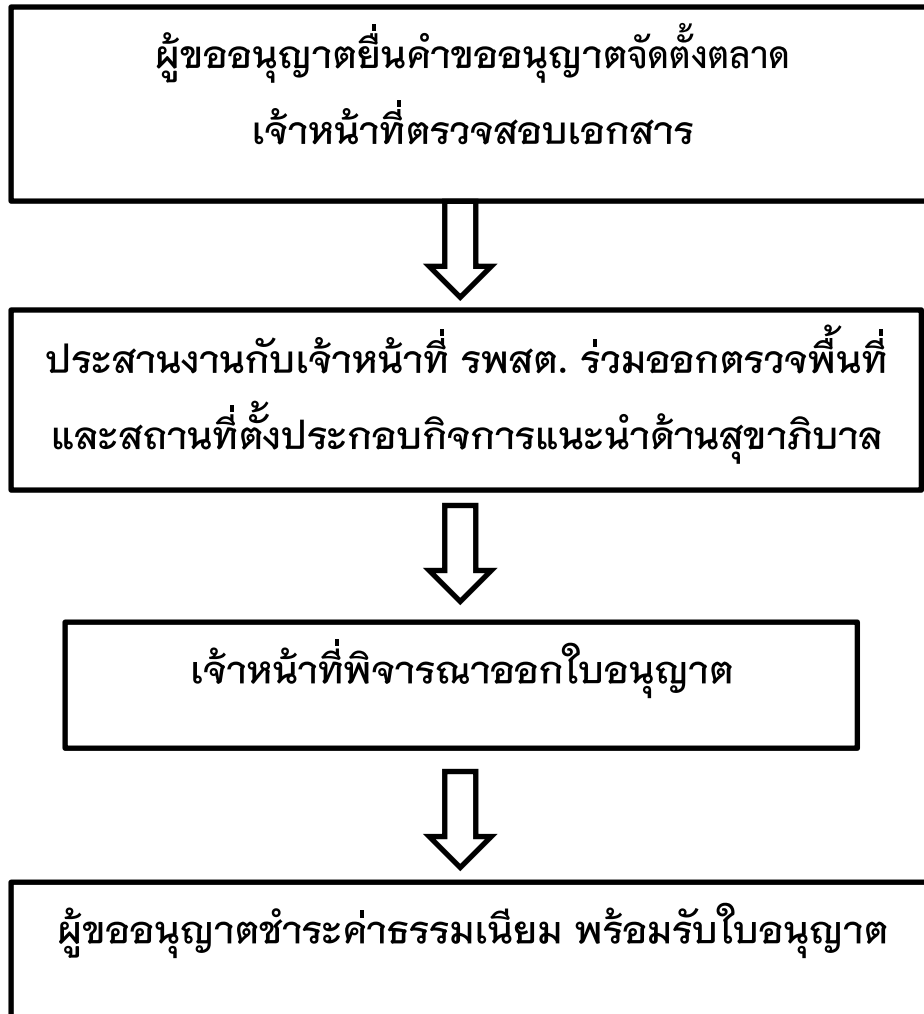 ผู้ขออนุญาตยื่นคำขออนุญาตจัดตั้งตลาด
เจ้าหน้าที่ตรวจสอบเอกสาร
ประสานงานกับเจ้าหน้าที่ รพสต. ร่วมออกตรวจพื้นที่
และสถานที่ตั้งประกอบกิจการแนะนำด้านสุขาภิบาล
เจ้าหน้าที่พิจารณาออกใบอนุญาต
ผู้ขออนุญาตชำระค่าธรรมเนียม พร้อมรับใบอนุญาต